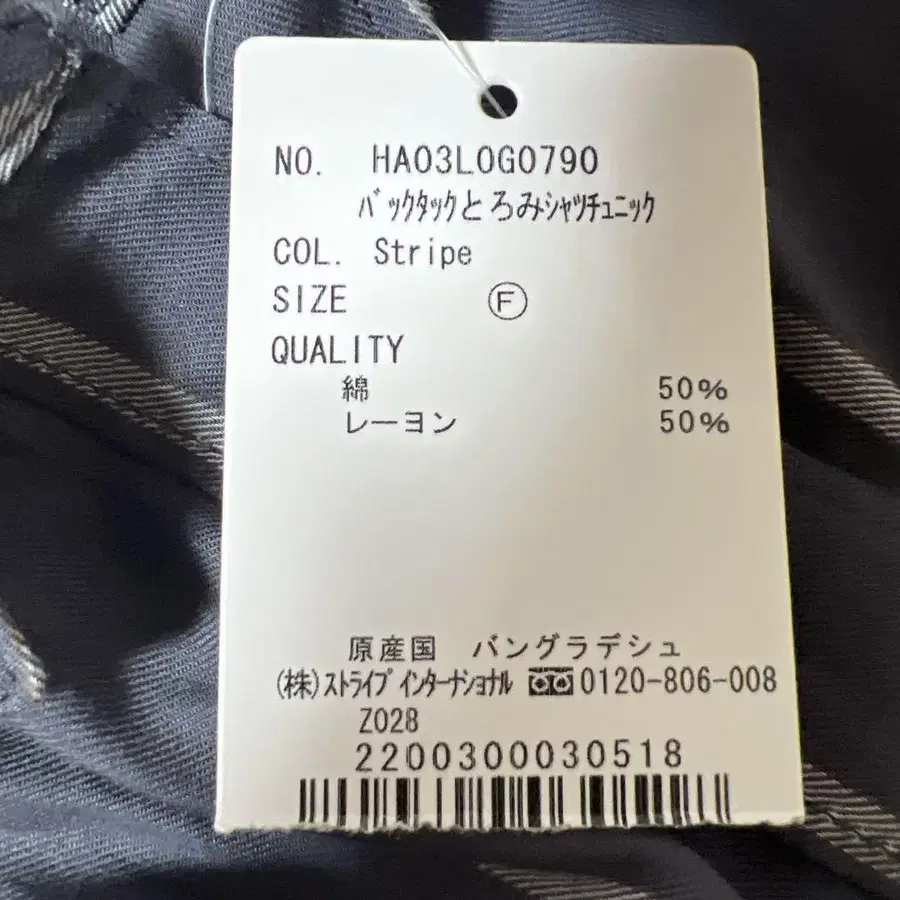 NO. HA03L0G0790
バックタックとろみシャツチュニック
COL. Stripe
SIZE Ⓕ
QUALITY
綿 50%
レーヨン 50%
原産国 バングラデシュ
(株)ストライプインターナショナル 0120-806-008
Z028
2200300030518